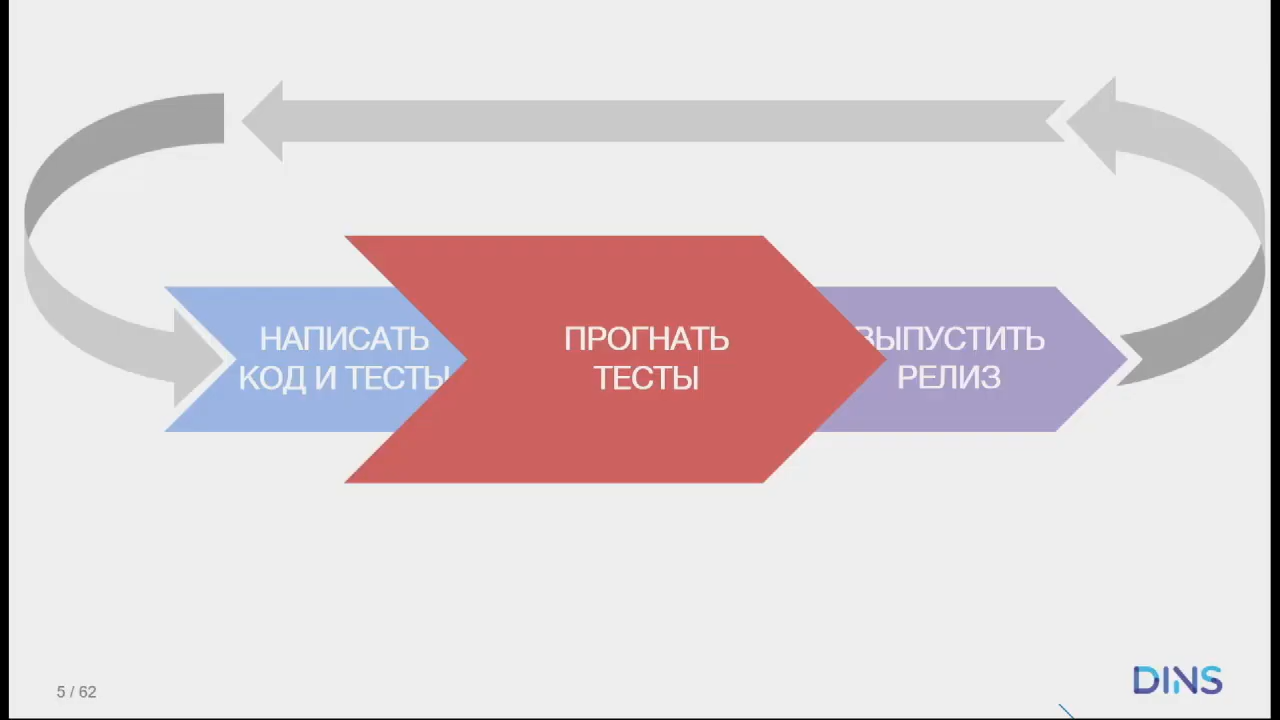 НАПИСАТЬ
КОД И ТЕСТЫ
ПРОГНАТЬ
ТЕСТЫ
ВЫПУСТИТЬ
РЕЛИЗ
5 / 62
DINS